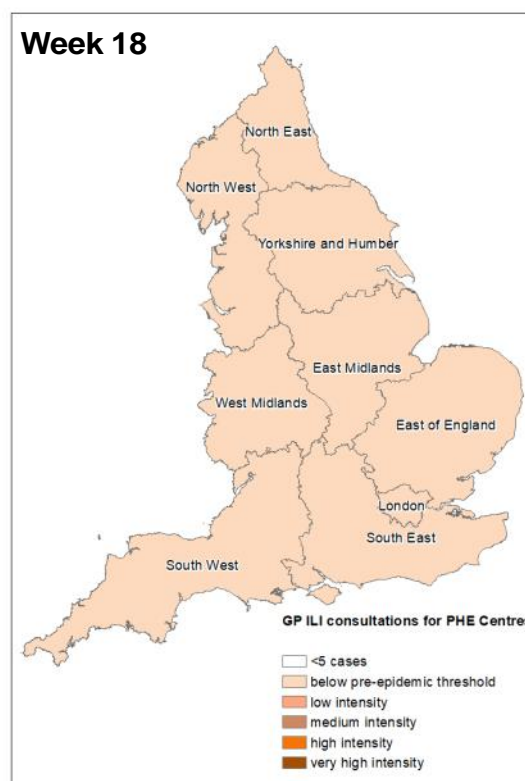 Week 18
North East
North West
Yorkshire and Humber
East Midlands
West Midlands
East of England
London
South East
South West
GP ILI consultations for PHE Centres
<5 cases
below pre-epidemic threshold
low intensity
medium intensity
high intensity
very high intensity